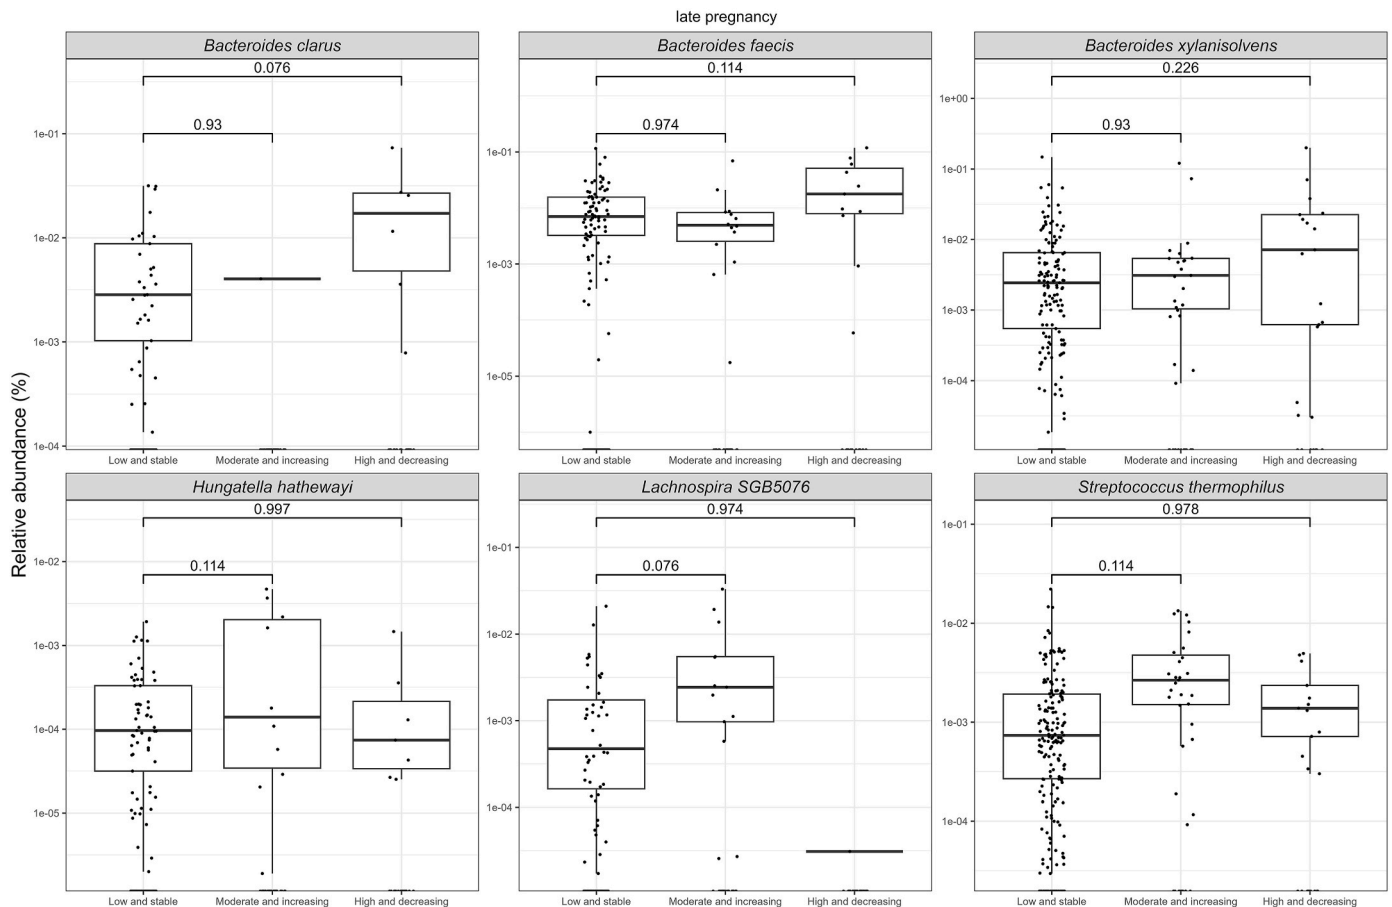 late pregnancy
Relative abundance (%)
Bacteroides clarus
0.076
0.93
1e-01
1e-02
1e-03
1e-04
Low and stable Moderate and increasing High and decreasing
Bacteroides faecis
0.114
0.974
1e-01
1e-03
1e-05
Low and stable Moderate and increasing High and decreasing
Bacteroides xylanisolvens
0.226
0.93
1e+00
1e-01
1e-02
1e-03
1e-04
Low and stable Moderate and increasing High and decreasing
Hungatella hathewayi
0.997
0.114
1e-02
1e-03
1e-04
1e-05
Low and stable Moderate and increasing High and decreasing
Lachnospira SGB5076
0.974
0.076
1e-01
1e-02
1e-03
1e-04
Low and stable Moderate and increasing High and decreasing
Streptococcus thermophilus
0.978
0.114
1e-01
1e-02
1e-03
1e-04
Low and stable Moderate and increasing High and decreasing